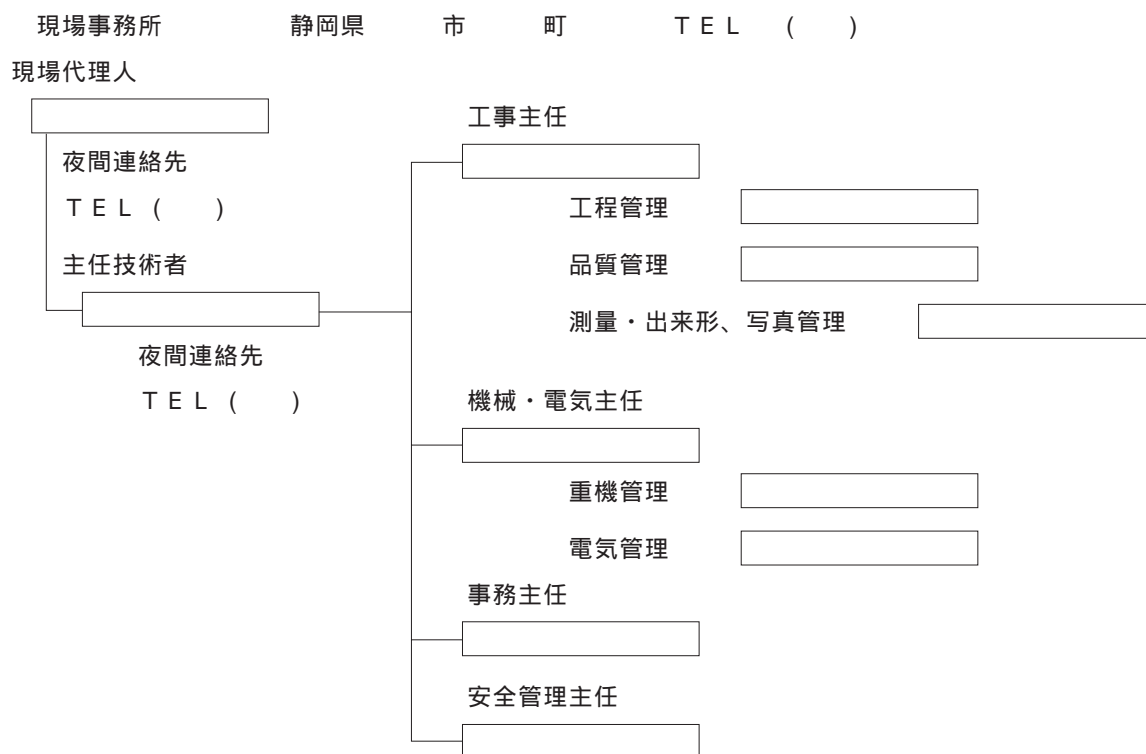 現場事務所　静岡県　市　町　ＴＥＬ　(　)
現場代理人
工事主任
夜間連絡先
ＴＥＬ (　)
工程管理
主任技術者
品質管理
測量・出来形、写真管理
夜間連絡先
ＴＥＬ (　)
機械・電気主任
重機管理
電気管理
事務主任
安全管理主任